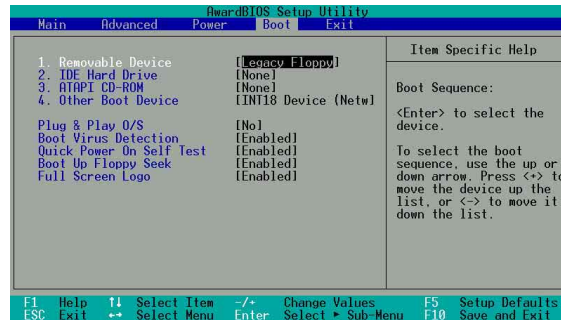 AwardBIOS Setup Utility
Main Advanced Power Boot Exit
1. Removable Device [Legacy Floppy]
2. IDE Hard Drive [None]
3. ATAPI CD-ROM [None]
4. Other Boot Device [INT18 Device (Netw]
Plug & Play O/S [No]
Boot Virus Detection [Enabled]
Quick Power On Self Test [Enabled]
Boot Up Floppy Seek [Enabled]
Full Screen Logo [Enabled]
Item Specific Help
Boot Sequence:
<Enter> to select the
device.
To select the boot
sequence, use the up or
down arrow. Press <+> to
move the device up the
list, or <-> to move it
down the list.
F1 Help ↑↓ Select Item -/+ Change Values F5 Setup Defaults
ESC Exit ↔ Select Menu Enter Select ► Sub-Menu F10 Save and Exit